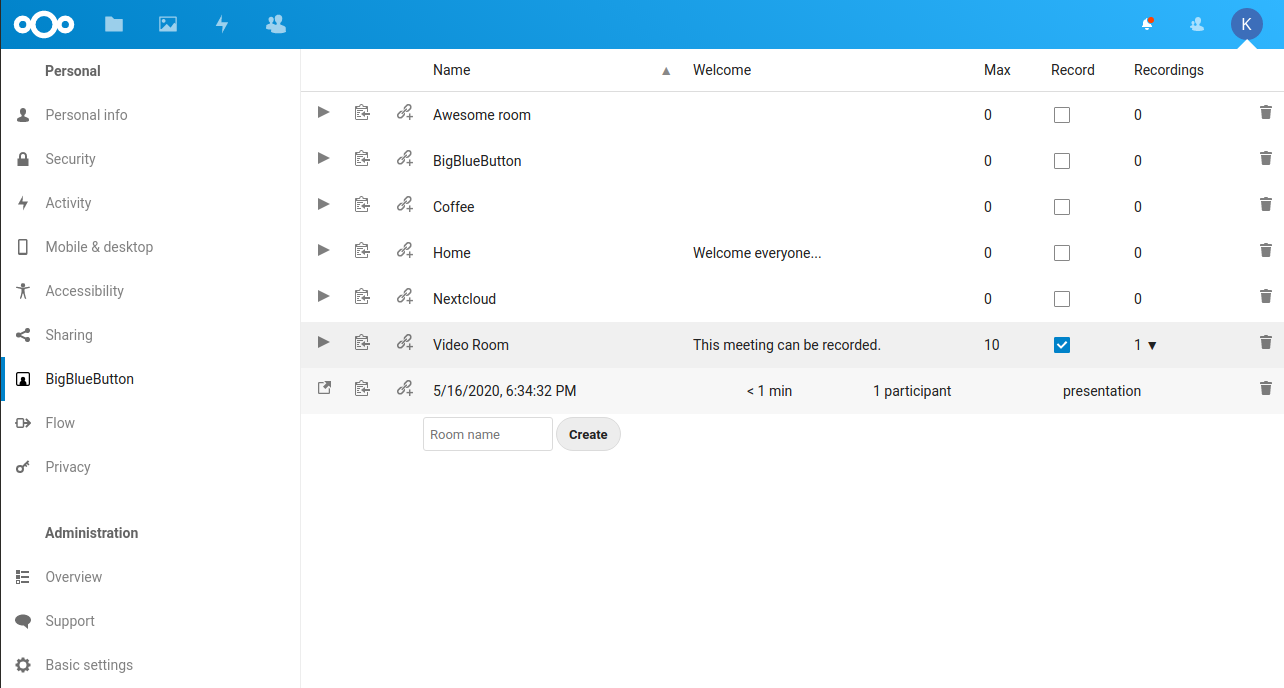 K
Personal
Personal info
Security
Activity
Mobile & desktop
Accessibility
Sharing
BigBlueButton
Flow
Privacy
Administration
Overview
Support
Basic settings
Name ▲ Welcome Max Record Recordings
Awesome room 0 0
BigBlueButton 0 0
Coffee 0 0
Home Welcome everyone... 0 0
Nextcloud 0 0
Video Room This meeting can be recorded. 10 1 ▼
5/16/2020, 6:34:32 PM < 1 min 1 participant presentation
Room name Create